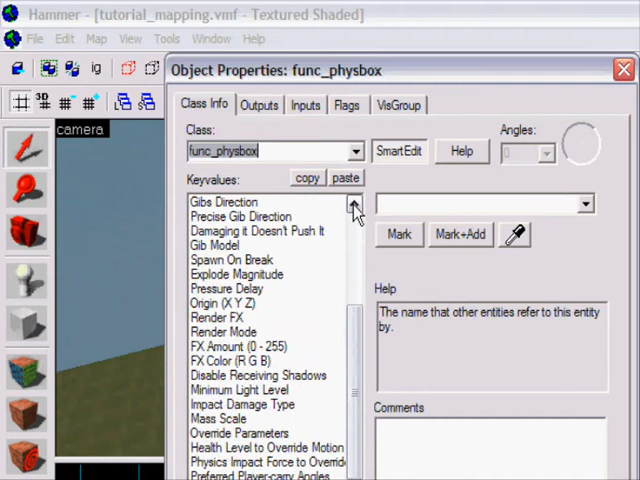 Hammer - [tutorial_mapping.vmf - Textured Shaded]
File Edit Map View Tools Window Help
ig
3D
camera
Object Properties: func_physbox
Class Info Outputs Inputs Flags VisGroup
Class:
func_physbox
SmartEdit
Help
Angles:
0
Keyvalues:
copy
paste
Gibs Direction
Precise Gib Direction
Damaging it Doesn't Push It
Gib Model
Spawn On Break
Explode Magnitude
Pressure Delay
Origin (X Y Z)
Render FX
Render Mode
FX Amount (0 - 255)
FX Color (R G B)
Disable Receiving Shadows
Minimum Light Level
Impact Damage Type
Mass Scale
Override Parameters
Health Level to Override Motion
Physics Impact Force to Override
Preferred Player-carry Angles
Mark
Mark+Add
Help
The name that other entities refer to this entity
by.
Comments